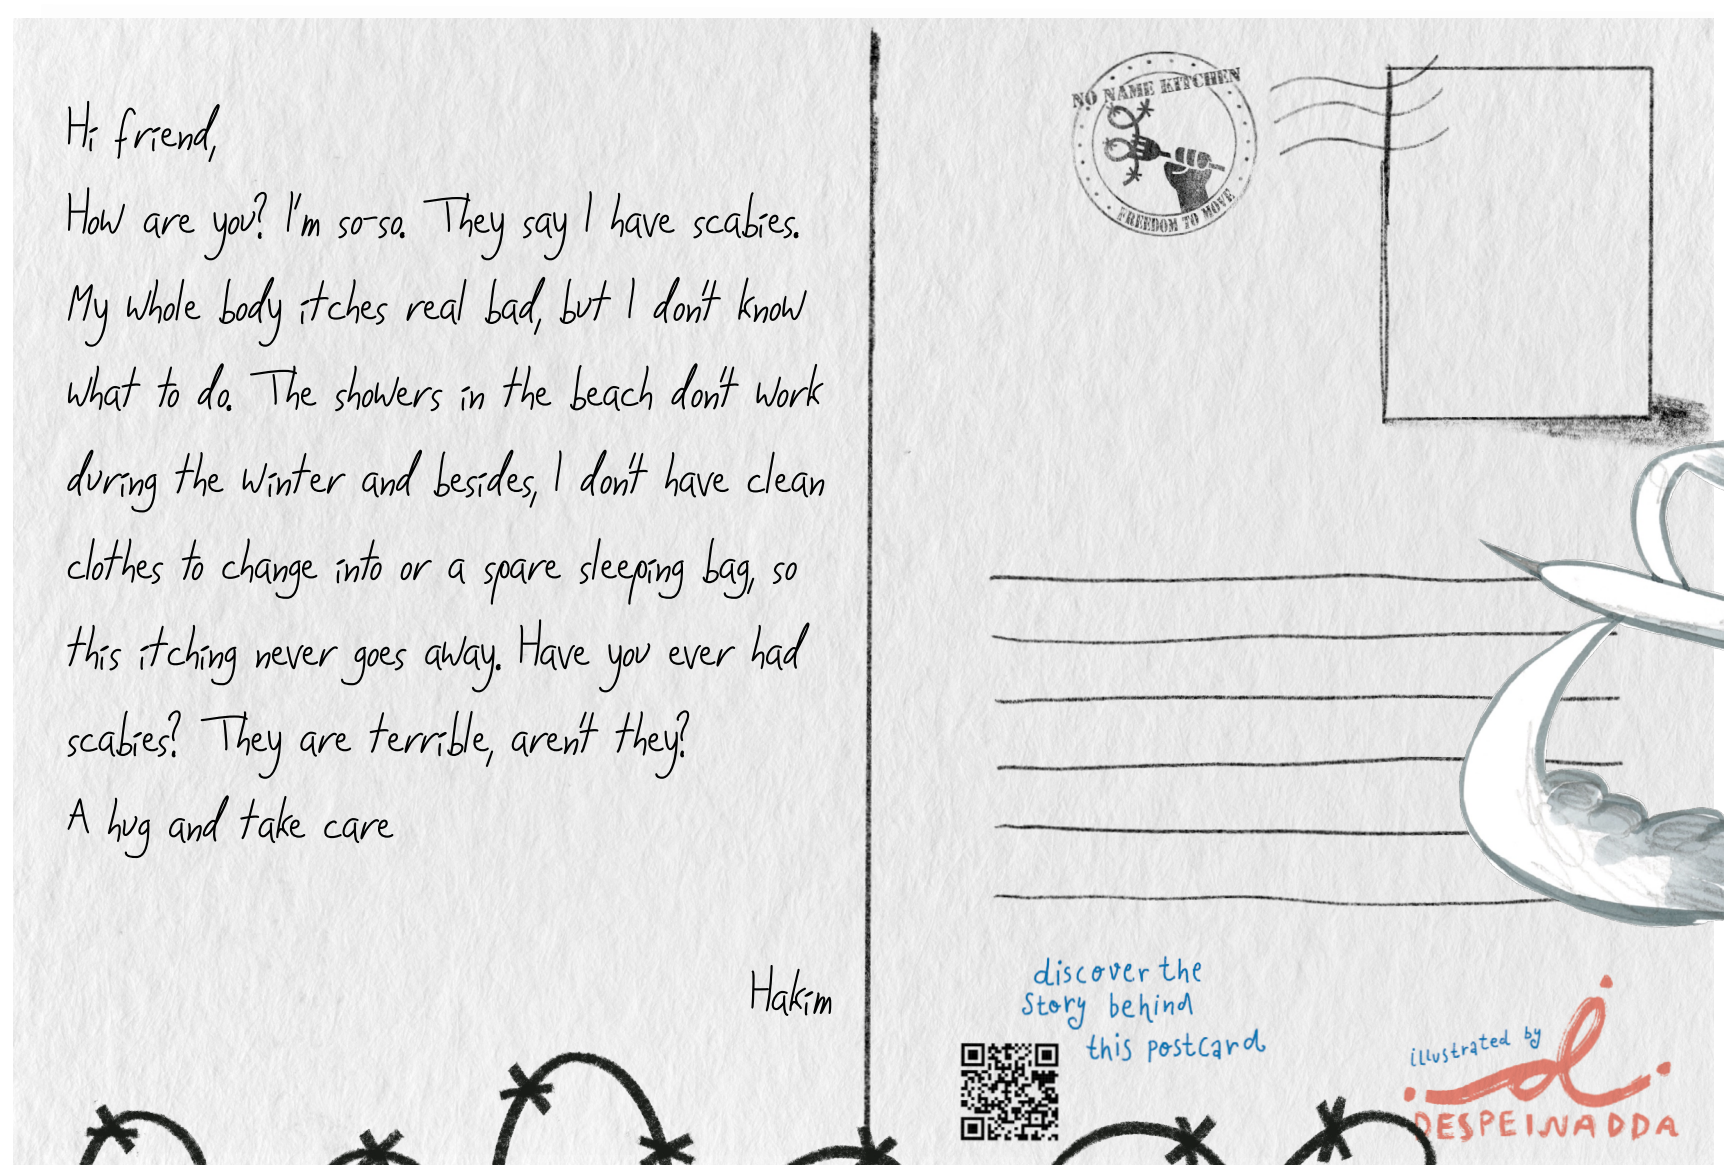 Hi friend,
How are you? I'm so-so. They say I have scabies.
My whole body itches real bad, but I don't know
what to do. The showers in the beach don't work
during the winter and besides, I don't have clean
clothes to change into or a spare sleeping bag, so
this itching never goes away. Have you ever had
scabies? They are terrible, aren't they?
A hug and take care
Hakim
NO NAME KITCHEN
FREEDOM TO MOVE
discover the
story behind
this postcard
illustrated by
d
DESPEINADDA